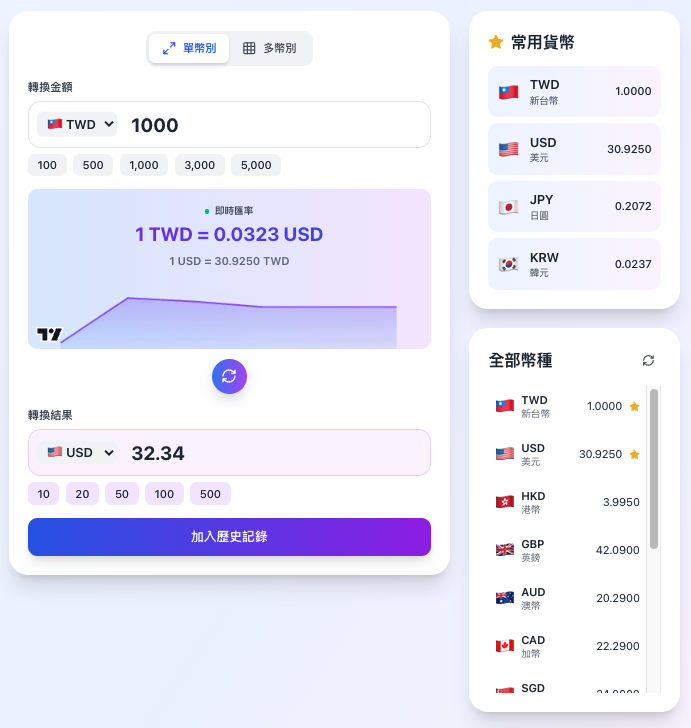 單幣別 多幣別
轉換金額
TWD 1000
100 500 1,000 3,000 5,000
即時匯率
1 TWD = 0.0323 USD
1 USD = 30.9250 TWD
轉換結果
USD 32.34
10 20 50 100 500
加入歷史記錄
常用貨幣
TWD
新台幣
1.0000
USD
美元
30.9250
JPY
日圓
0.2072
KRW
韓元
0.0237
全部幣種
TWD
新台幣
1.0000
USD
美元
30.9250
HKD
港幣
3.9950
GBP
英鎊
42.0900
AUD
澳幣
20.2900
CAD
加幣
22.2900
SGD